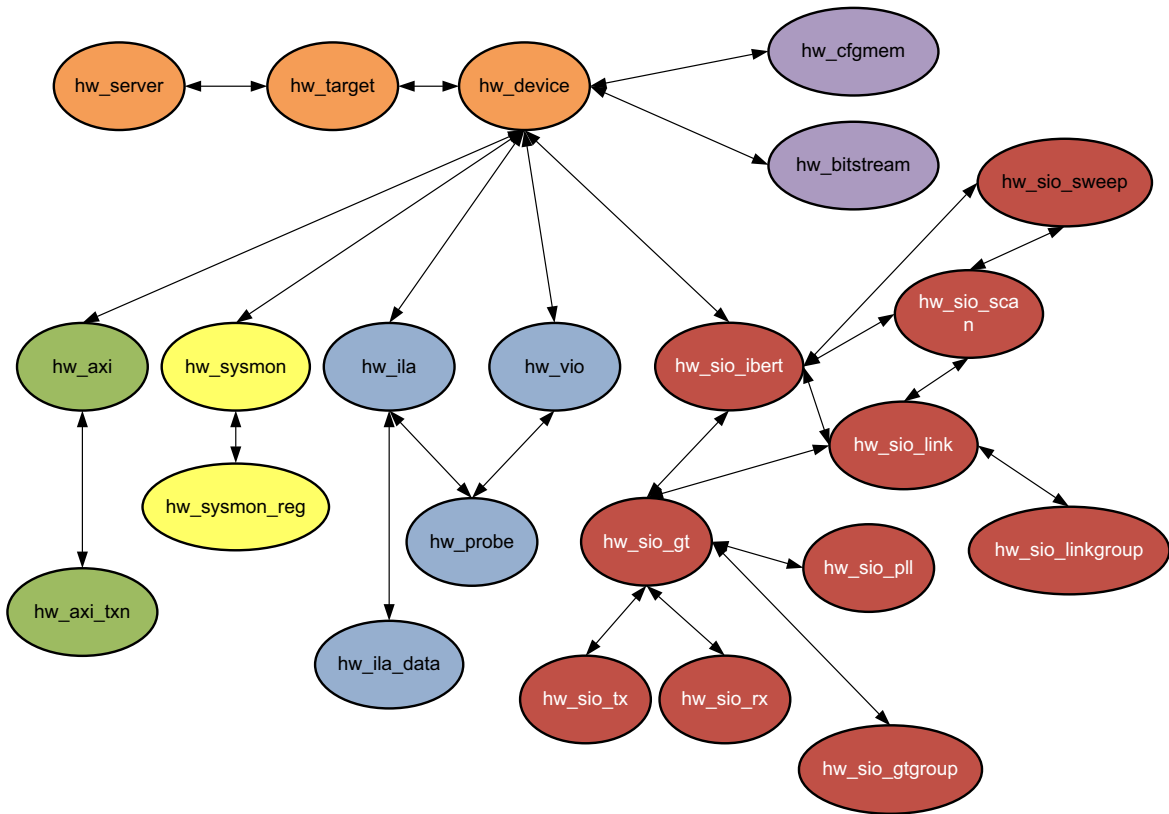 hw_server
hw_target
hw_device
hw_cfgmem
hw_bitstream
hw_sio_sweep
hw_sio_sca
n
hw_axi
hw_sysmon
hw_ila
hw_vio
hw_sio_ibert
hw_sio_link
hw_sysmon_reg
hw_probe
hw_sio_gt
hw_sio_pll
hw_sio_linkgroup
hw_axi_txn
hw_ila_data
hw_sio_tx
hw_sio_rx
hw_sio_gtgroup